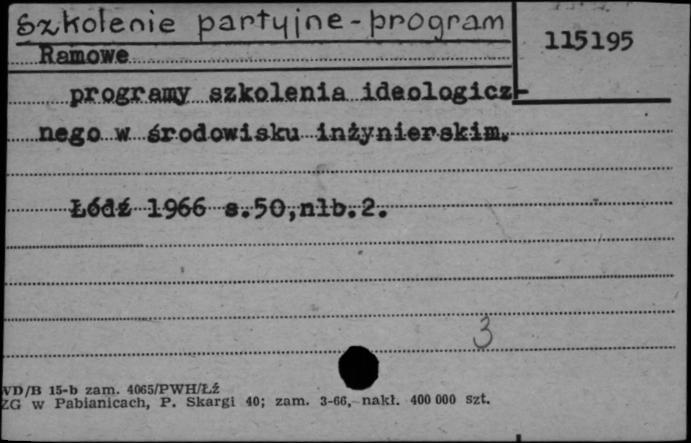 Szkolenie partyjne - program
115195
Ramowe
programy szkolenia ideologicz-
nego w środowisku inżynierskim.
Łódź 1966 s.50,nlb.2.
3
WD/B 15-b zam. 4065/PWH/Łź
ZG w Pabianicach, P. Skargi 40; zam. 3-66, nakł. 400 000 szt.